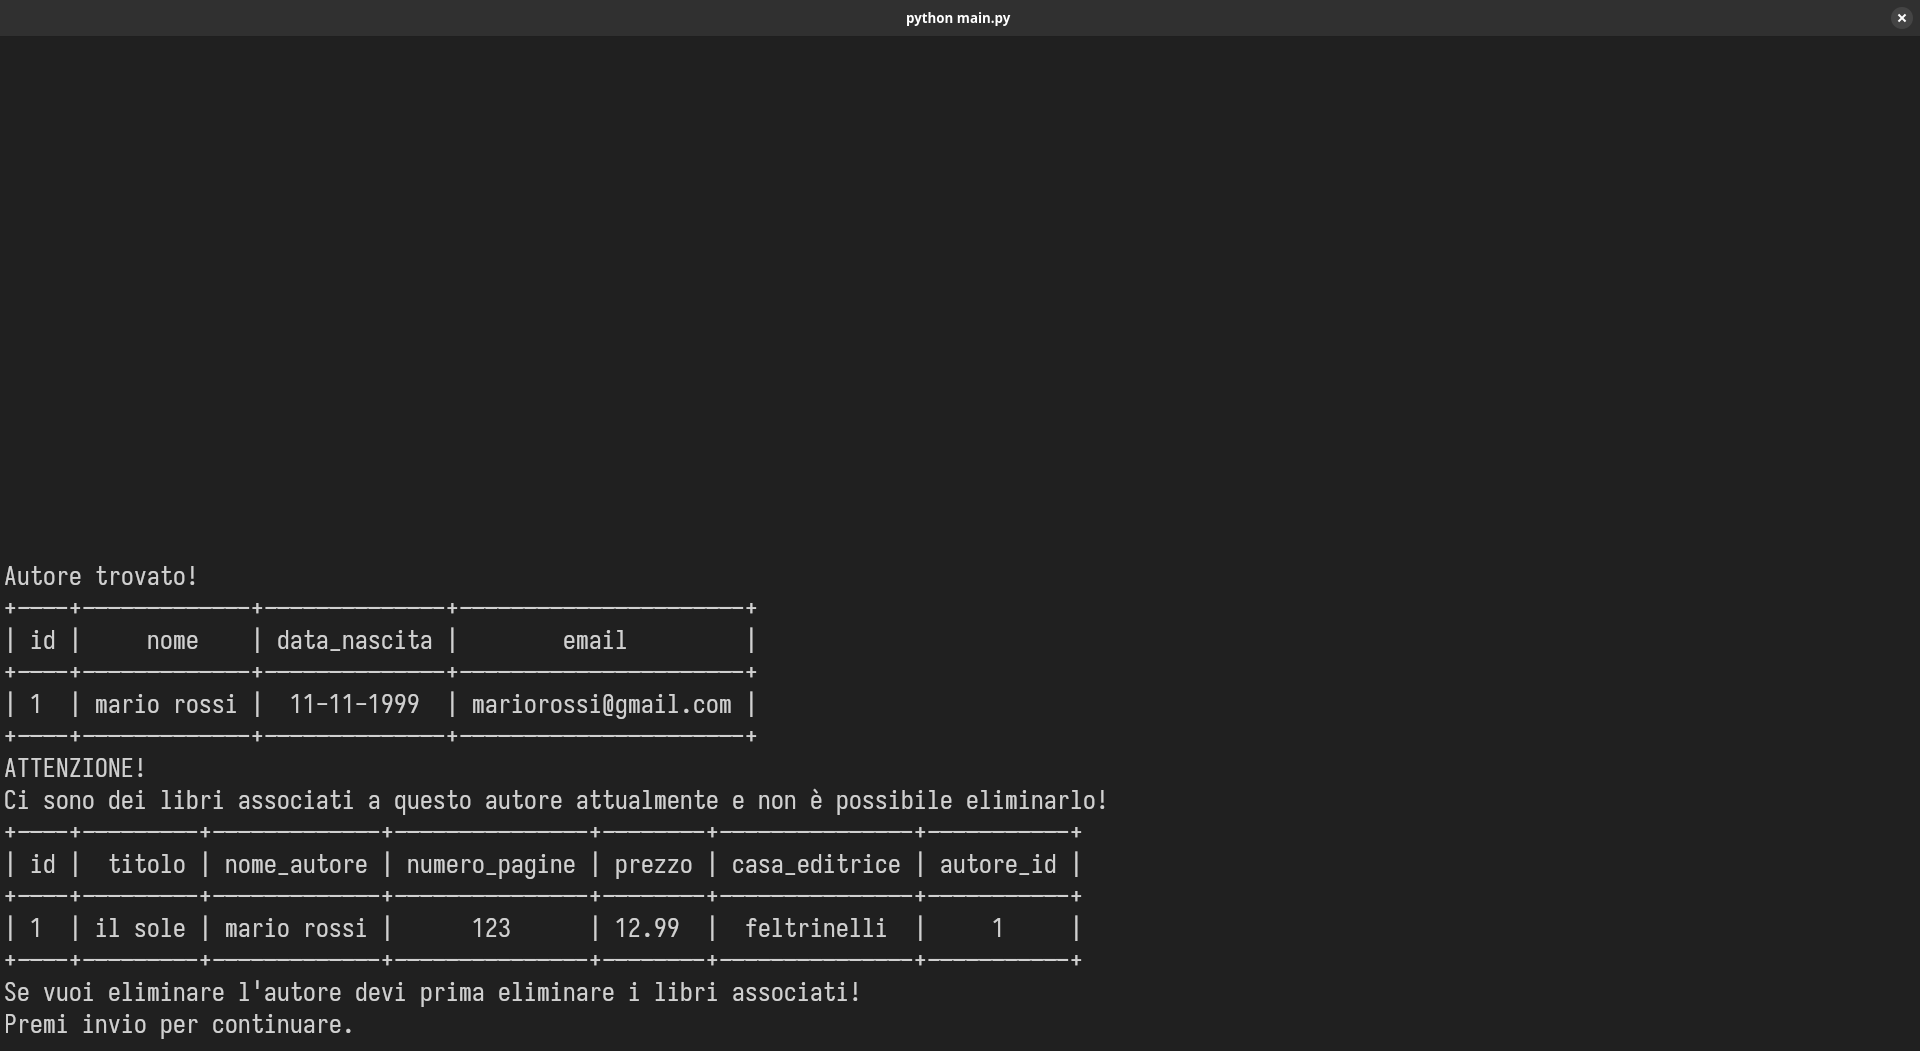 python main.py
Autore trovato!
+----+-------------+--------------+----------------------+
| id |     nome    | data_nascita |        email         |
+----+-------------+--------------+----------------------+
| 1  | mario rossi |  11-11-1999  | mariorossi@gmail.com |
+----+-------------+--------------+----------------------+
ATTENZIONE!
Ci sono dei libri associati a questo autore attualmente e non è possibile eliminarlo!
+----+---------+-------------+---------------+--------+---------------+-----------+
| id |  titolo | nome_autore | numero_pagine | prezzo | casa_editrice | autore_id |
+----+---------+-------------+---------------+--------+---------------+-----------+
| 1  | il sole | mario rossi |      123      | 12.99  |  feltrinelli  |     1     |
+----+---------+-------------+---------------+--------+---------------+-----------+
Se vuoi eliminare l'autore devi prima eliminare i libri associati!
Premi invio per continuare.